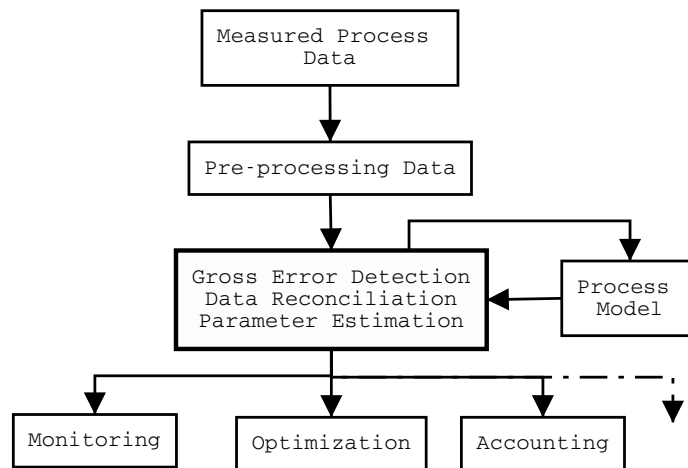 Measured Process
Data
Pre-processing Data
Gross Error Detection
Data Reconciliation
Parameter Estimation
Process
Model
Monitoring
Optimization
Accounting